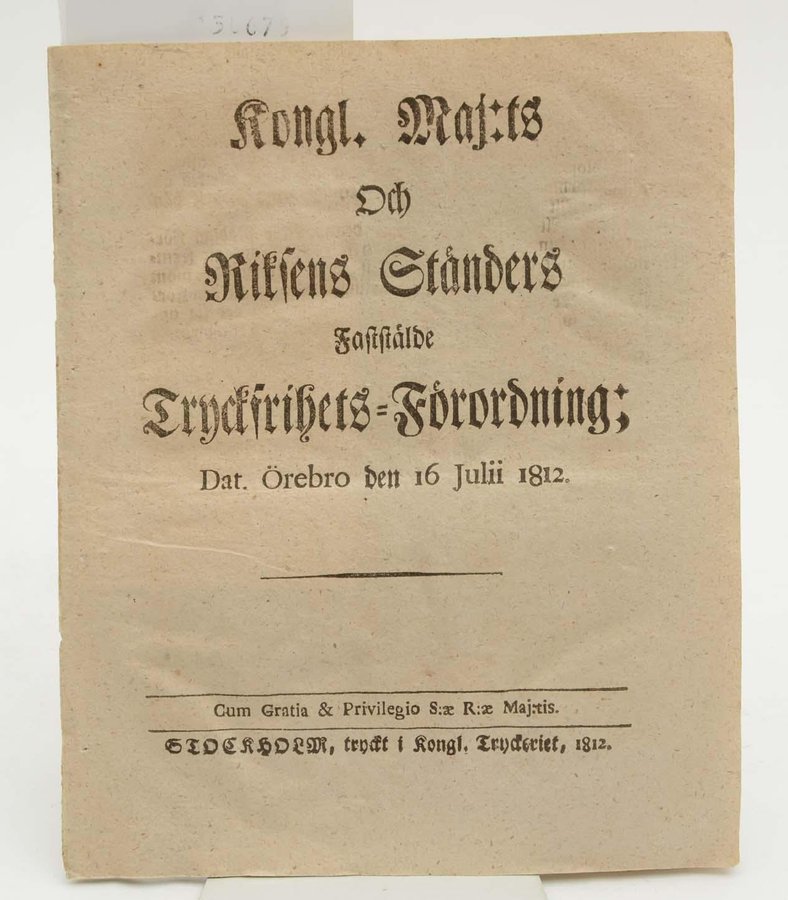 Kongl. Maj:ts
Och
Riksens Ständers
Faststälde
Tryckfrihets=Förordning;
Dat. Örebro den 16 Julii 1812.
Cum Gratia & Privilegio S:æ R:æ Maj:tis.
STOCKHOLM, tryckt i Kongl. Tryckeriet, 1812.